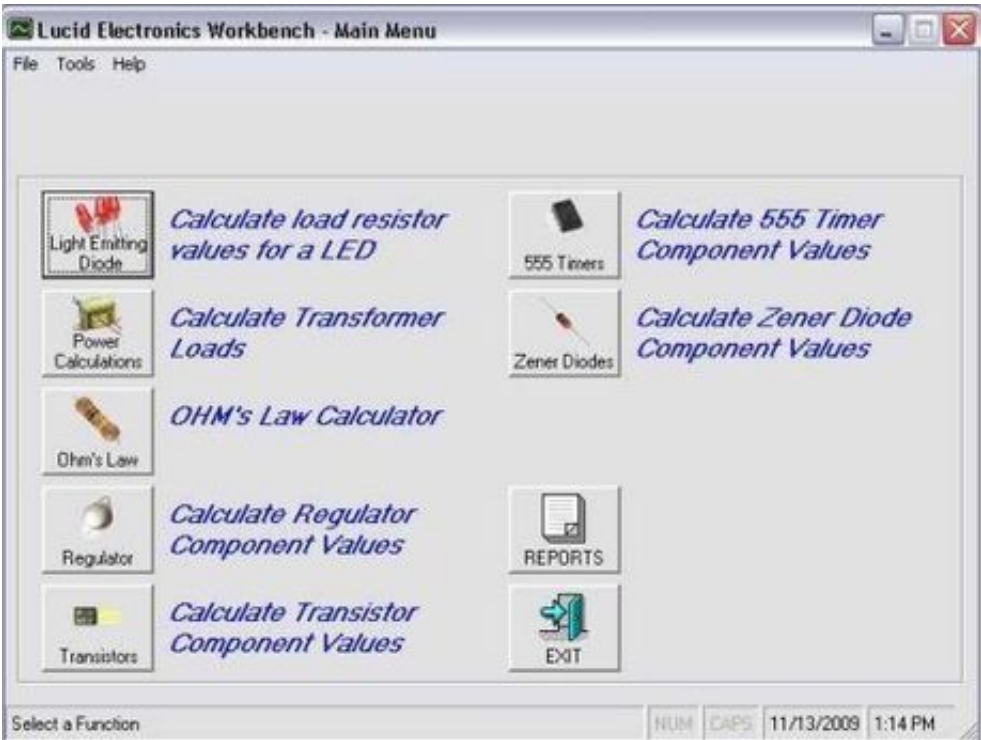 Lucid Electronics Workbench - Main Menu
File Tools Help
Light Emitting
Diode
Calculate load resistor
values for a LED
555 Timers
Calculate 555 Timer
Component Values
Power
Calculations
Calculate Transformer
Loads
Zener Diodes
Calculate Zener Diode
Component Values
Ohm's Law
OHM's Law Calculator
Regulator
Calculate Regulator
Component Values
REPORTS
Transistors
Calculate Transistor
Component Values
EXIT
Select a Function
NUM CAPS 11/13/2009 1:14 PM